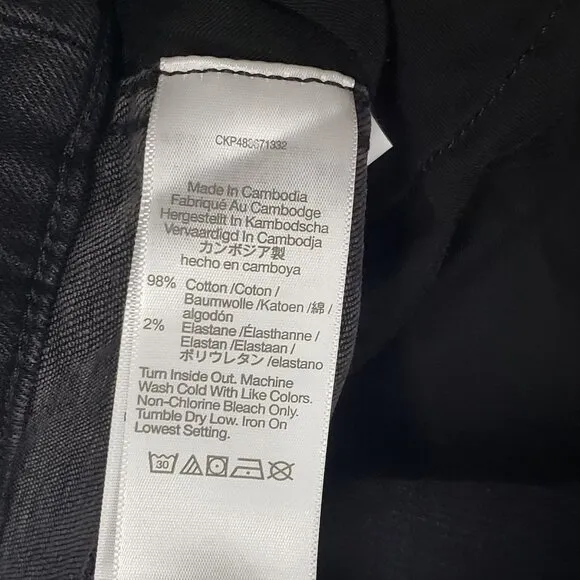 CKP483671332
Made In Cambodia
Fabriqué Au Cambodge
Hergestellt In Kambodscha
Vervaardigd In Cambodja
カンボジア製
hecho en camboya
98% Cotton /Coton /
Baumwolle /Katoen /綿 /
algodón
2% Elastane /Élasthanne /
Elastan /Elastaan /
ポリウレタン /elastano
Turn Inside Out. Machine
Wash Cold With Like Colors.
Non-Chlorine Bleach Only.
Tumble Dry Low. Iron On
Lowest Setting.
30